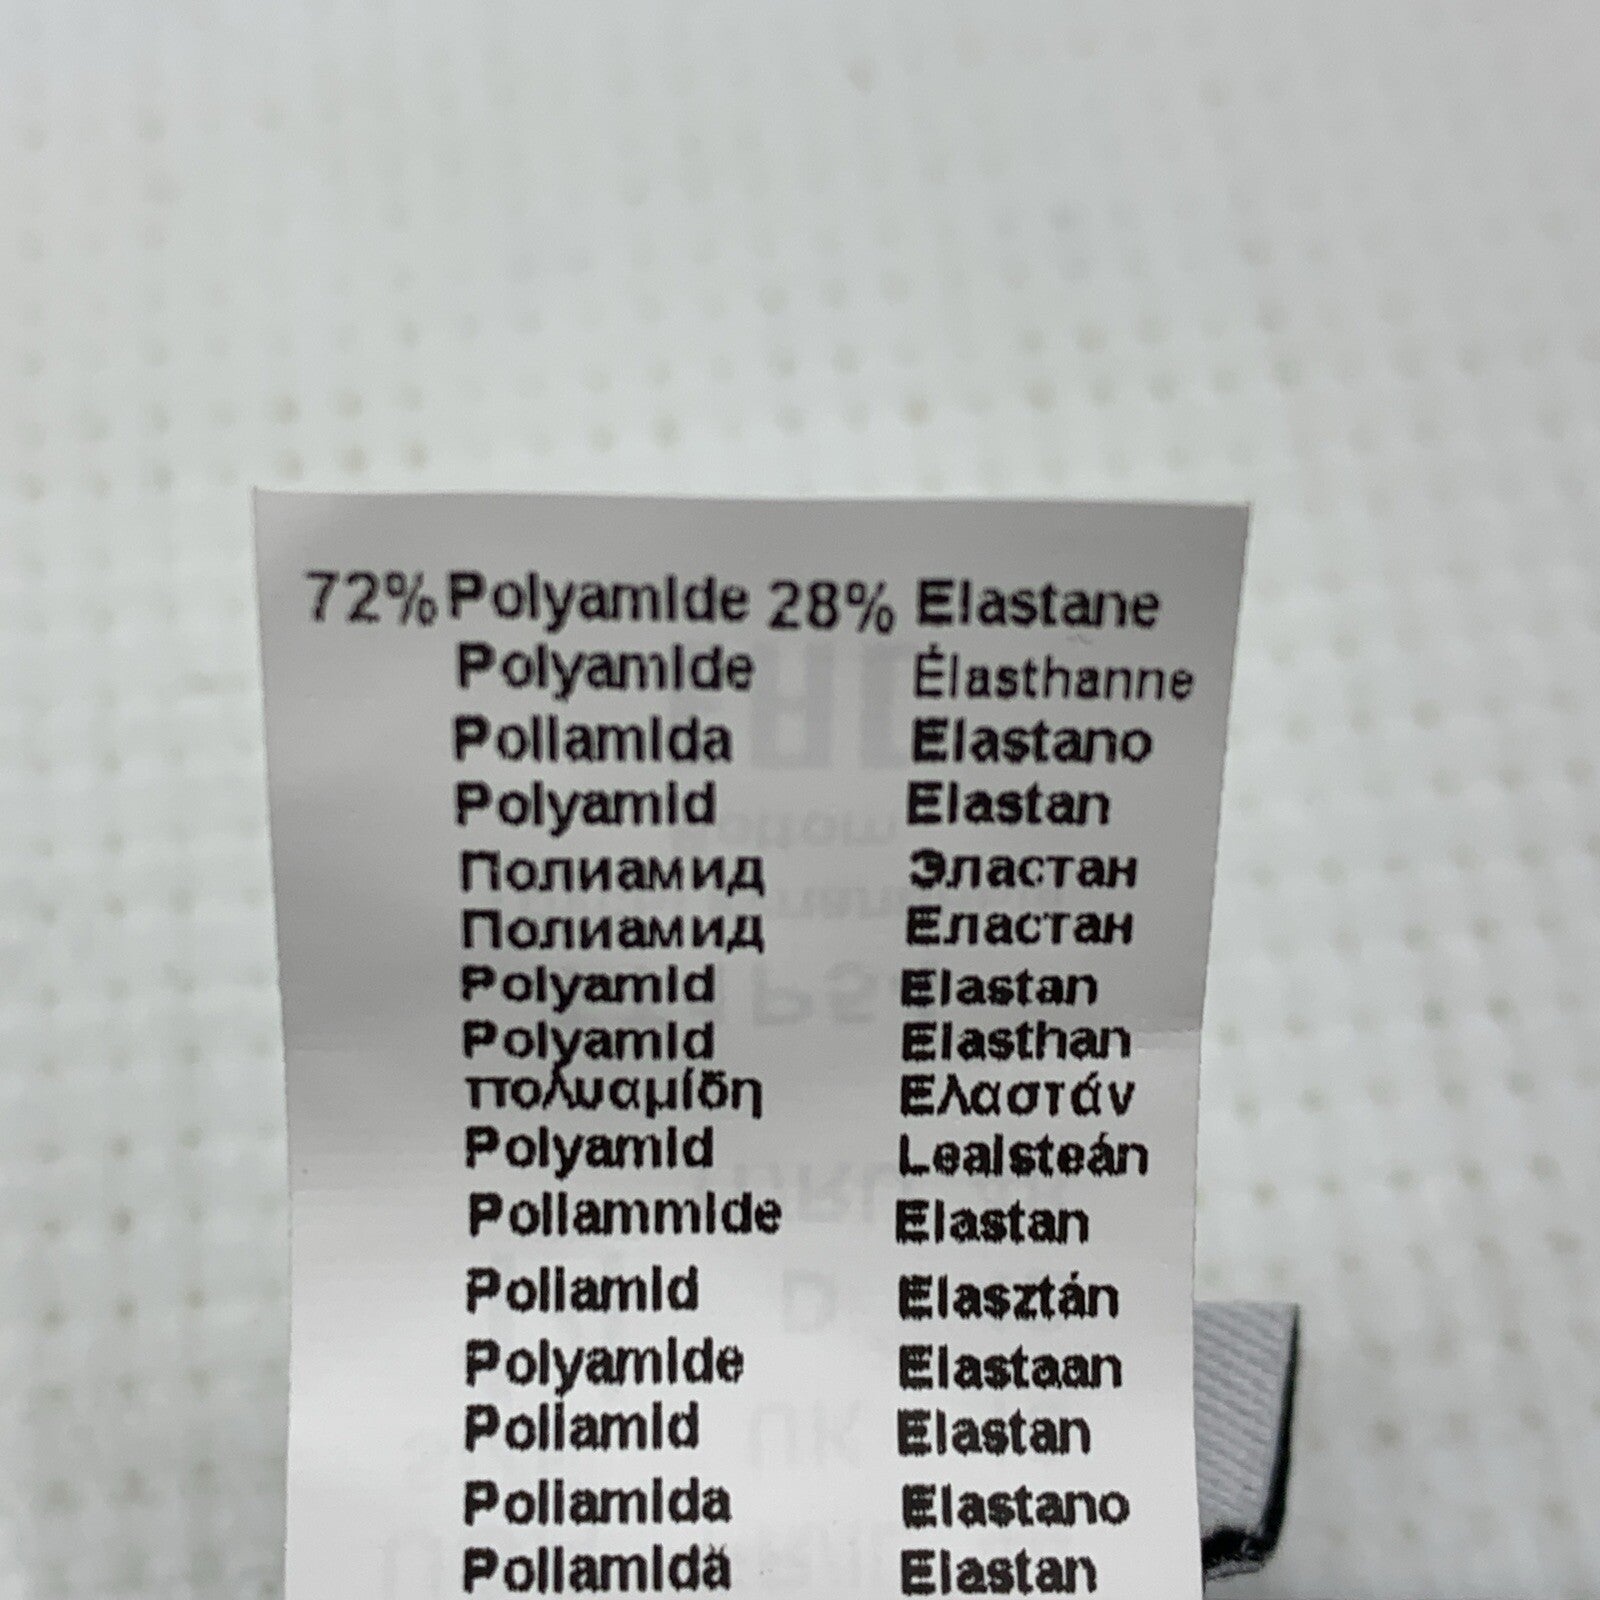 72% Polyamide 28% Elastane
Polyamide Élasthanne
Poliamida Elastano
Polyamid Elastan
Полиамид Эластан
Полиамид Еластан
Polyamid Elastan
Polyamid Elasthan
πολυαμίδη Ελαστάν
Polyamid Lealsteán
Poliammide Elastan
Poliamid Elasztán
Polyamide Elastaan
Poliamid Elastan
Poliamida Elastano
Poliamidă Elastan